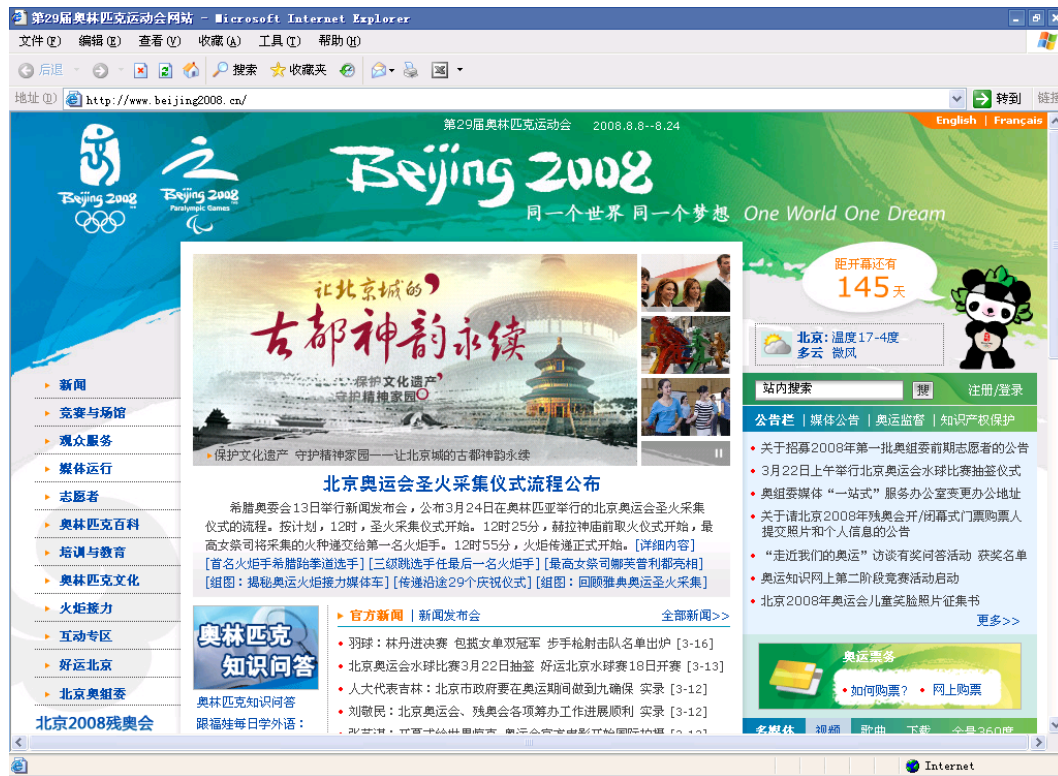 第29届奥林匹克运动会网站 - Microsoft Internet Explorer
文件(F) 编辑(E) 查看(V) 收藏(A) 工具(T) 帮助(H)
后退 搜索 收藏夹
地址(D) http://www.beijing2008.cn/ 转到 链接
第29届奥林匹克运动会 2008.8.8--8.24
English | Français
Beijing 2008
Beijing 2008
Paralympic Games
Beijing 2008
同一个世界 同一个梦想 One World One Dream
距开幕还有
145天
北京: 温度17-4度
多云 微风
让北京城的
古都神韵永续
保护文化遗产
守护精神家园
保护文化遗产 守护精神家园——让北京城的古都神韵永续
新闻
竞赛与场馆
观众服务
媒体运行
志愿者
奥林匹克百科
培训与教育
奥林匹克文化
火炬接力
互动专区
好运北京
北京奥组委
北京2008残奥会
北京奥运会圣火采集仪式流程公布
希腊奥委会13日举行新闻发布会，公布3月24日在奥林匹亚举行的北京奥运会圣火采集
仪式的流程。按计划，12时，圣火采集仪式开始。12时25分，赫拉神庙前取火仪式开始，最
高女祭司将采集的火种递交给第一名火炬手。12时55分，火炬传递正式开始。[详细内容]
[首名火炬手希腊跆拳道选手] [三级跳选手任最后一名火炬手] [最高女祭司娜芙普利都亮相]
[组图：揭秘奥运火炬接力媒体车] [传递沿途29个庆祝仪式] [组图：回顾雅典奥运圣火采集]
奥林匹克
知识问答
奥林匹克知识问答
跟福娃每日学外语：
官方新闻 | 新闻发布会 全部新闻>>
羽球：林丹进决赛 包揽女单双冠军 步手枪射击队名单出炉 [3-16]
北京奥运会水球比赛3月22日抽签 好运北京水球赛18日开赛 [3-13]
人大代表吉林：北京市政府要在奥运期间做到九确保 实录 [3-12]
刘敬民：北京奥运会、残奥会各项筹办工作进展顺利 实录 [3-12]
站内搜索 搜 注册/登录
公告栏 | 媒体公告 | 奥运监督 | 知识产权保护
关于招募2008年第一批奥组委前期志愿者的公告
3月22日上午举行北京奥运会水球比赛抽签仪式
奥组委媒体“一站式”服务办公室变更办公地址
关于请北京2008年残奥会开/闭幕式门票购票人
提交照片和个人信息的公告
“走近我们的奥运”访谈有奖问答活动 获奖名单
奥运知识网上第二阶段竞赛活动启动
北京2008年奥运会儿童笑脸照片征集书
更多>>
奥运票务
如何购票? 网上购票
多媒体 视频 歌曲 下载 全景360度
Internet